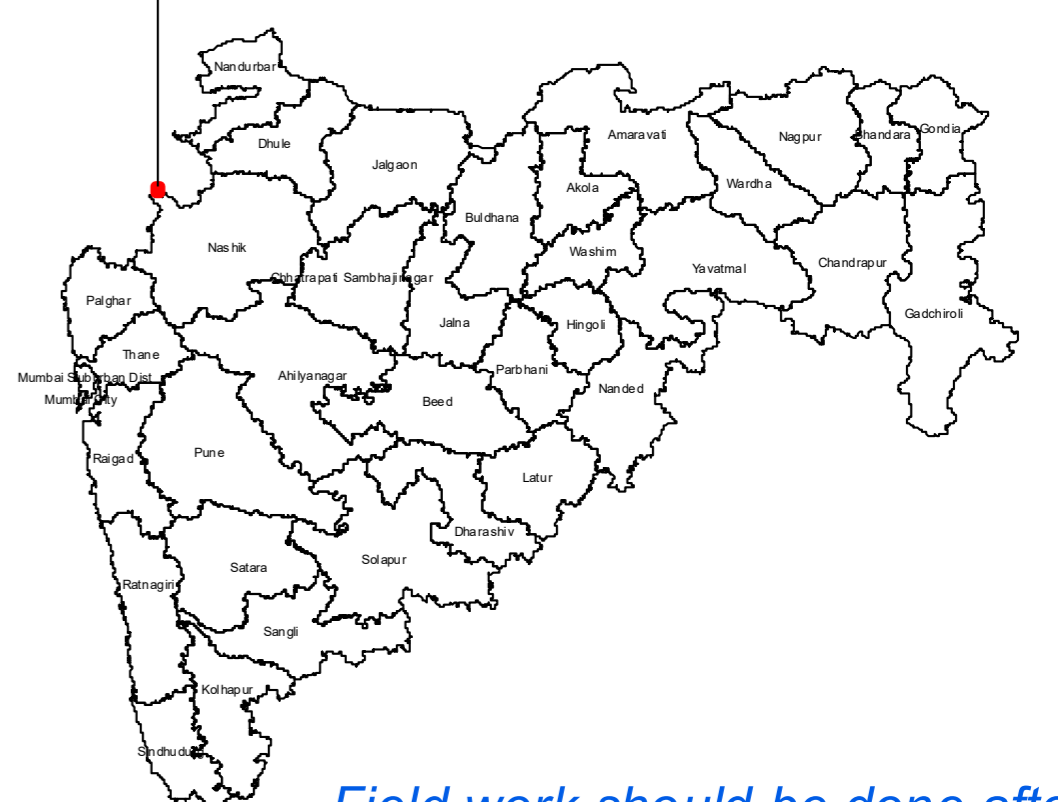 Nandurbar
Dhule
Jalgaon
Amaravati
Nagpur
Bhandara
Gondia
Akola
Wardha
Buldhana
Nashik
Washim
Chhatrapati Sambhajinagar
Yavatmal
Chandrapur
Palghar
Gadchiroli
Jalna
Hingoli
Thane
Mumbai Suburban Dist
Ahilyanagar
Parbhani
Nanded
Mumbai City
Beed
Raigad
Pune
Latur
Dharashiv
Solapur
Satara
Ratnagiri
Sangli
Kolhapur
Sindhudurg
Field work should be done afte